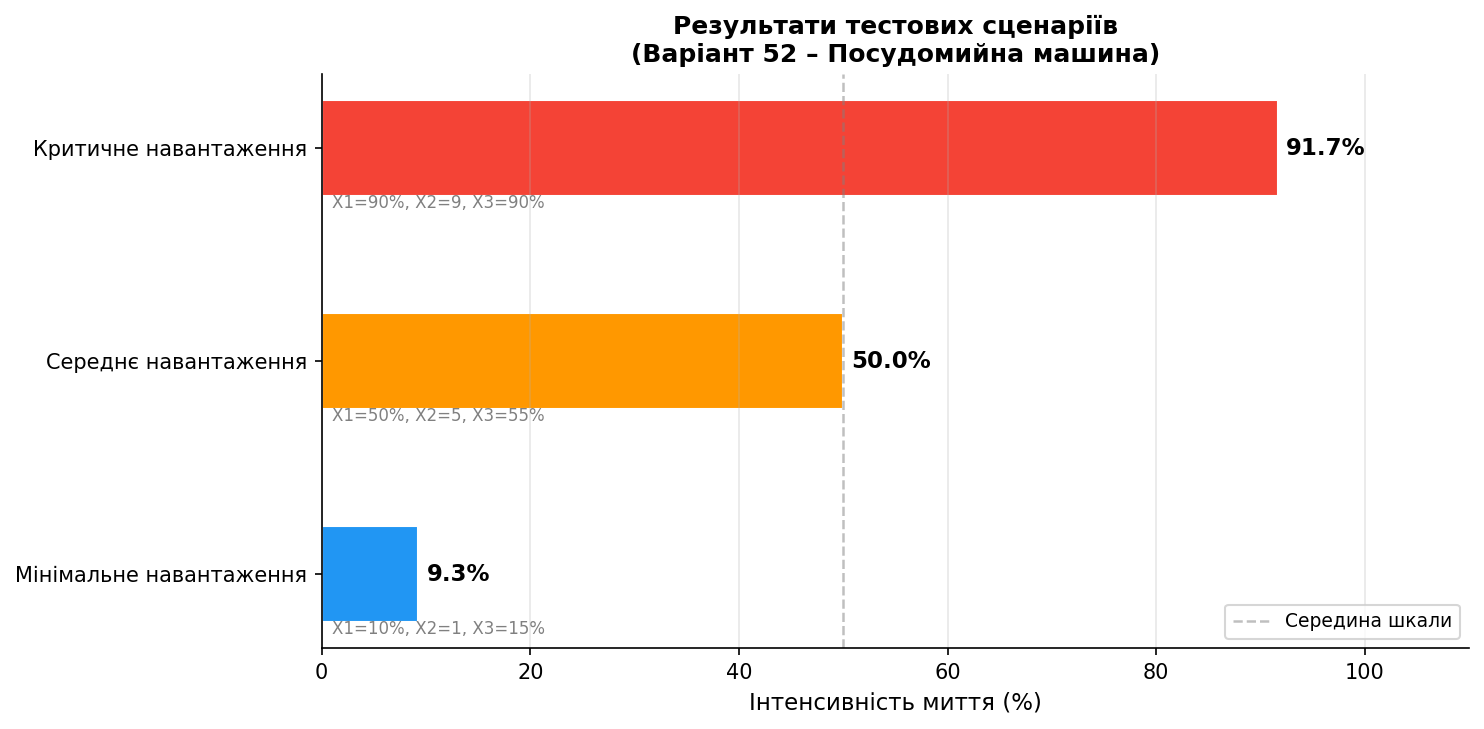 Результати тестових сценаріїв
(Варіант 52 – Посудомийна машина)
Критичне навантаження
91.7%
X1=90%, X2=9, X3=90%
Середнє навантаження
50.0%
X1=50%, X2=5, X3=55%
Мінімальне навантаження
9.3%
X1=10%, X2=1, X3=15%
Середина шкали
0 20 40 60 80 100
Інтенсивність миття (%)